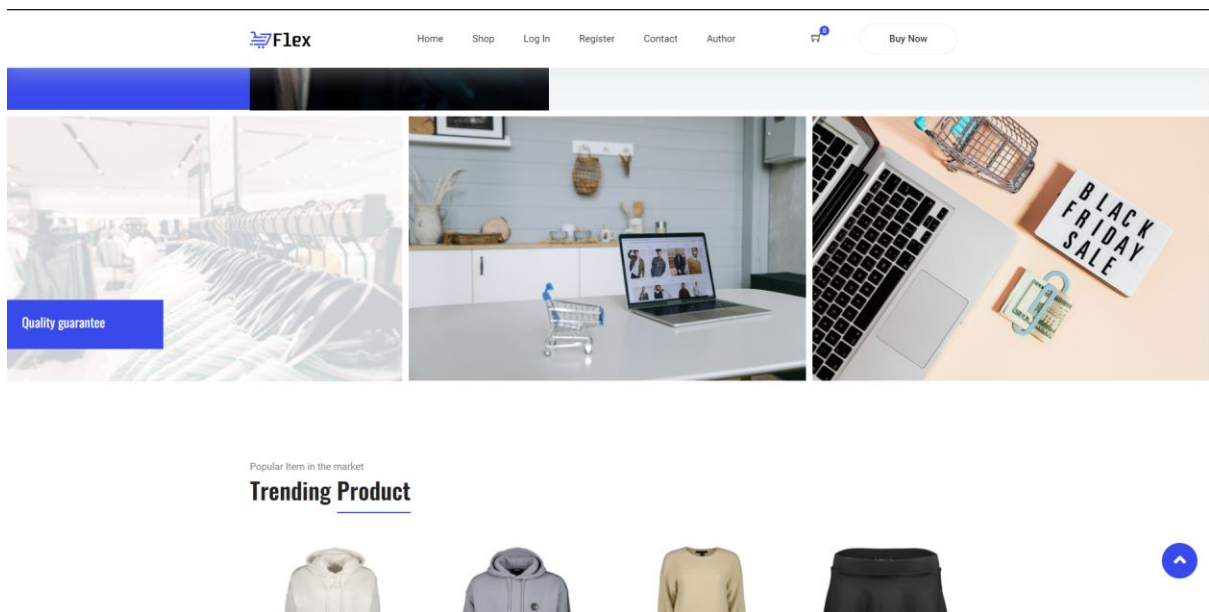 Flex
Home Shop Log In Register Contact Author 0 Buy Now
BLACK
FRIDAY
SALE
Quality guarantee
Popular Item in the market
Trending Product